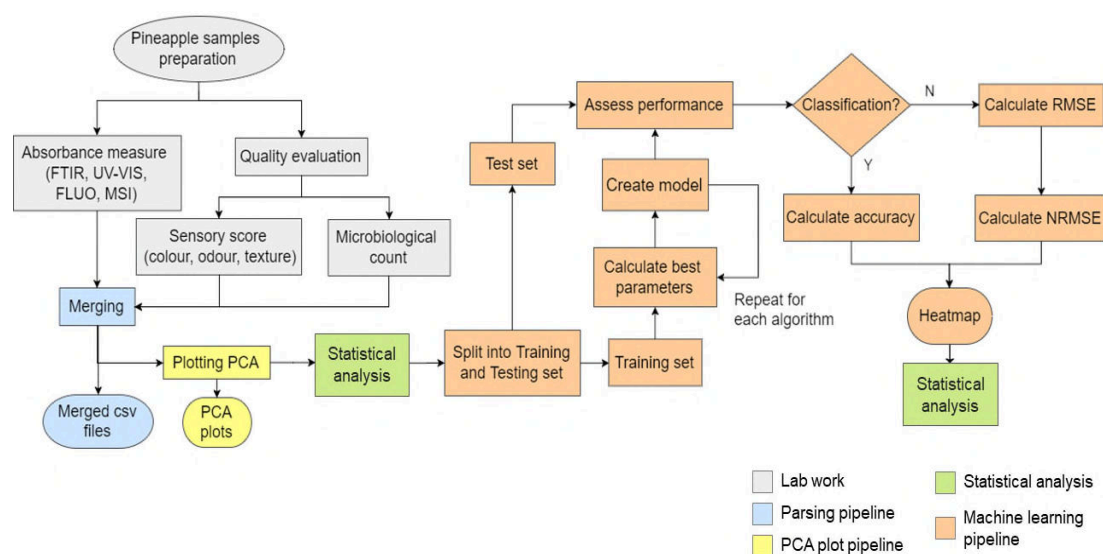 Pineapple samples
preparation
Absorbance measure
(FTIR, UV-VIS,
FLUO, MSI)
Quality evaluation
Sensory score
(colour, odour, texture)
Microbiological
count
Merging
Plotting PCA
Merged csv
files
PCA
plots
Statistical
analysis
Split into Training
and Testing set
Training set
Test set
Calculate best
parameters
Repeat for
each algorithm
Create model
Assess performance
Classification?
N
Y
Calculate RMSE
Calculate accuracy
Calculate NRMSE
Heatmap
Statistical
analysis
Lab work
Parsing pipeline
PCA plot pipeline
Statistical analysis
Machine learning
pipeline